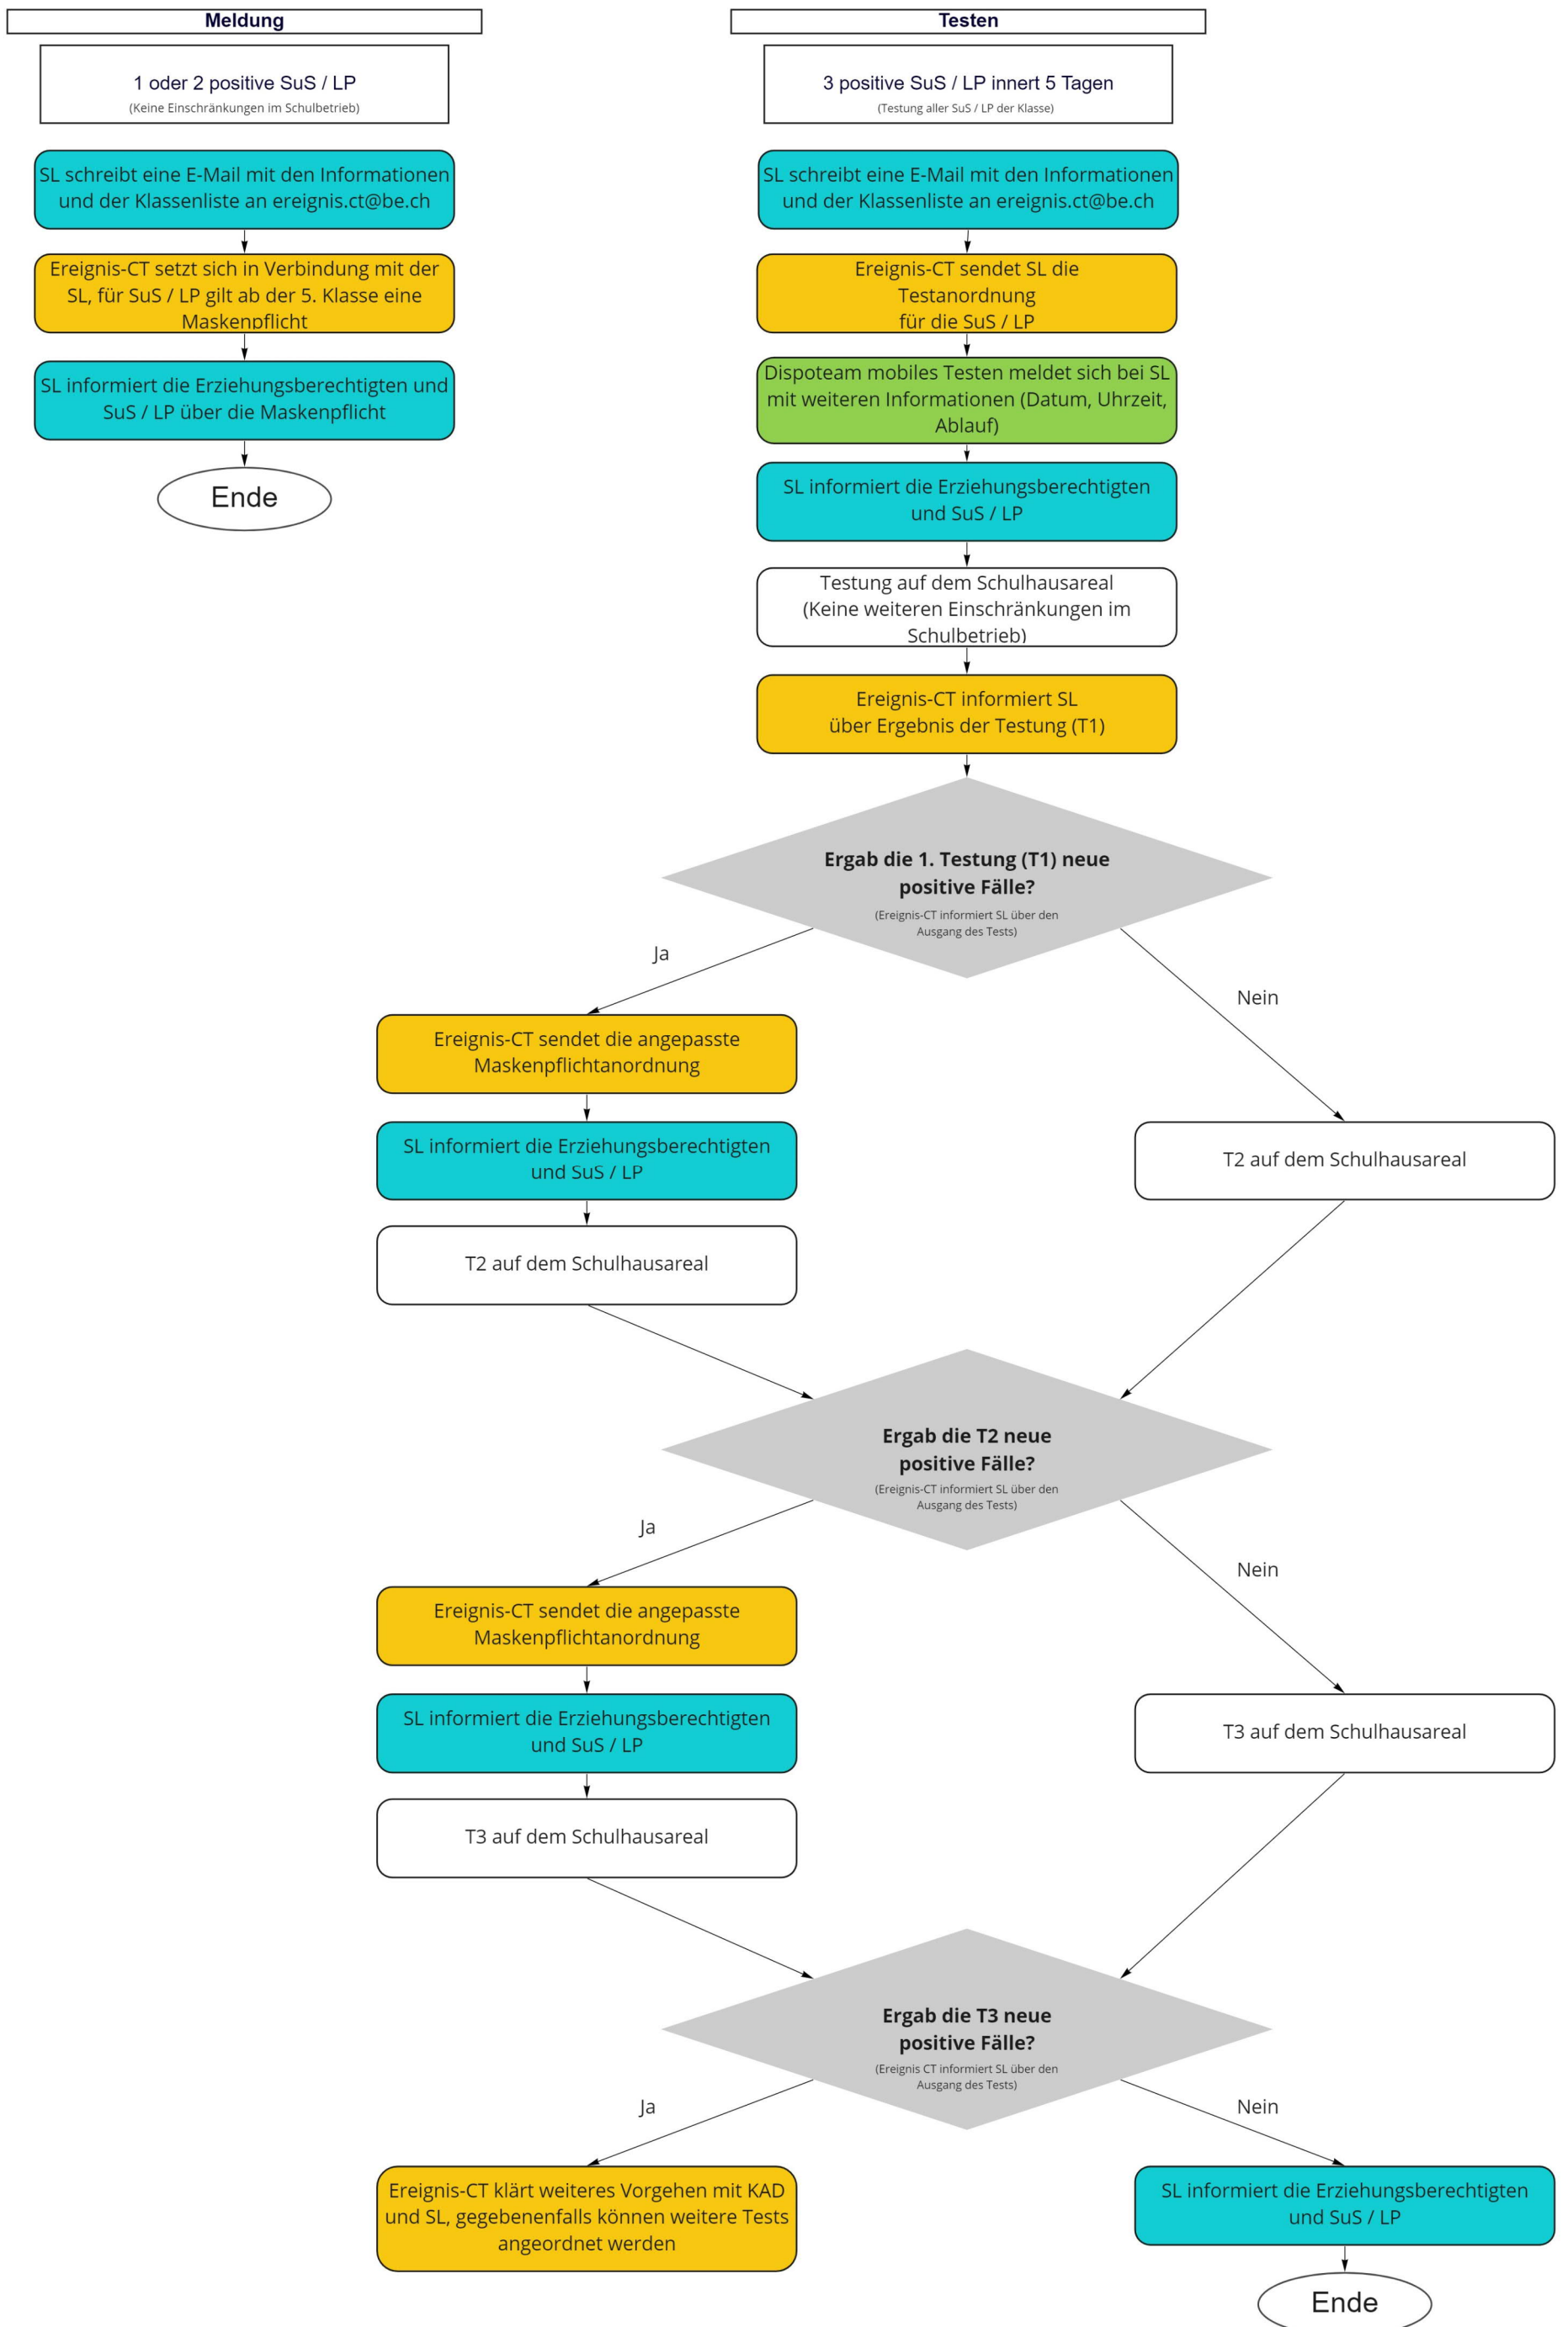 Meldung
1 oder 2 positive SuS / LP
(Keine Einschränkungen im Schulbetrieb)
SL schreibt eine E-Mail mit den Informationen
und der Klassenliste an ereignis.ct@be.ch
Ereignis-CT setzt sich in Verbindung mit der
SL, für SuS / LP gilt ab der 5. Klasse eine
Maskenpflicht
SL informiert die Erziehungsberechtigten und
SuS / LP über die Maskenpflicht
Ende
Testen
3 positive SuS / LP innert 5 Tagen
(Testung aller SuS / LP der Klasse)
SL schreibt eine E-Mail mit den Informationen
und der Klassenliste an ereignis.ct@be.ch
Ereignis-CT sendet SL die
Testanordnung
für die SuS / LP
Dispoteam mobiles Testen meldet sich bei SL
mit weiteren Informationen (Datum, Uhrzeit,
Ablauf)
SL informiert die Erziehungsberechtigten
und SuS / LP
Testung auf dem Schulhausareal
(Keine weiteren Einschränkungen im
Schulbetrieb)
Ereignis-CT informiert SL
über Ergebnis der Testung (T1)
Ergab die 1. Testung (T1) neue
positive Fälle?
(Ereignis-CT informiert SL über den
Ausgang des Tests)
Ja
Nein
Ereignis-CT sendet die angepasste
Maskenpflichtanordnung
SL informiert die Erziehungsberechtigten
und SuS / LP
T2 auf dem Schulhausareal
T2 auf dem Schulhausareal
Ergab die T2 neue
positive Fälle?
(Ereignis-CT informiert SL über den
Ausgang des Tests)
Ja
Nein
Ereignis-CT sendet die angepasste
Maskenpflichtanordnung
SL informiert die Erziehungsberechtigten
und SuS / LP
T3 auf dem Schulhausareal
T3 auf dem Schulhausareal
Ergab die T3 neue
positive Fälle?
(Ereignis CT informiert SL über den
Ausgang des Tests)
Ja
Nein
Ereignis-CT klärt weiteres Vorgehen mit KAD
und SL, gegebenenfalls können weitere Tests
angeordnet werden
SL informiert die Erziehungsberechtigten
und SuS / LP
Ende